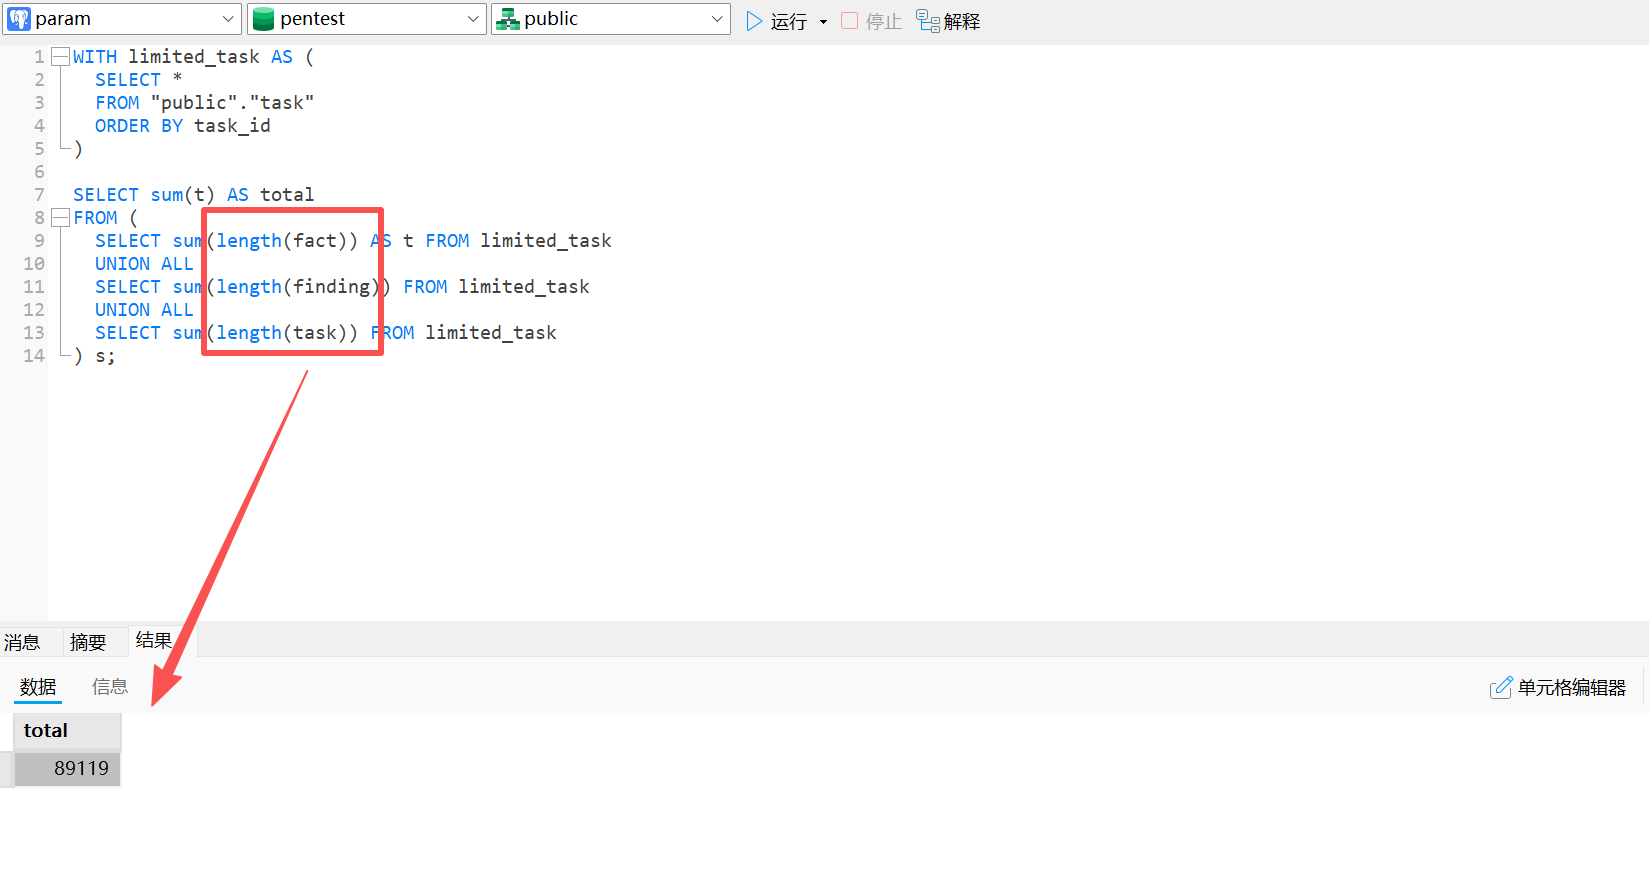 param pentest public 运行 停止 解释
1 WITH limited_task AS (
2 SELECT *
3 FROM "public"."task"
4 ORDER BY task_id
5 )
6
7 SELECT sum(t) AS total
8 FROM (
9 SELECT sum(length(fact)) AS t FROM limited_task
10 UNION ALL
11 SELECT sum(length(finding)) FROM limited_task
12 UNION ALL
13 SELECT sum(length(task)) FROM limited_task
14 ) s;
消息 摘要 结果
数据 信息 单元格编辑器
total
89119